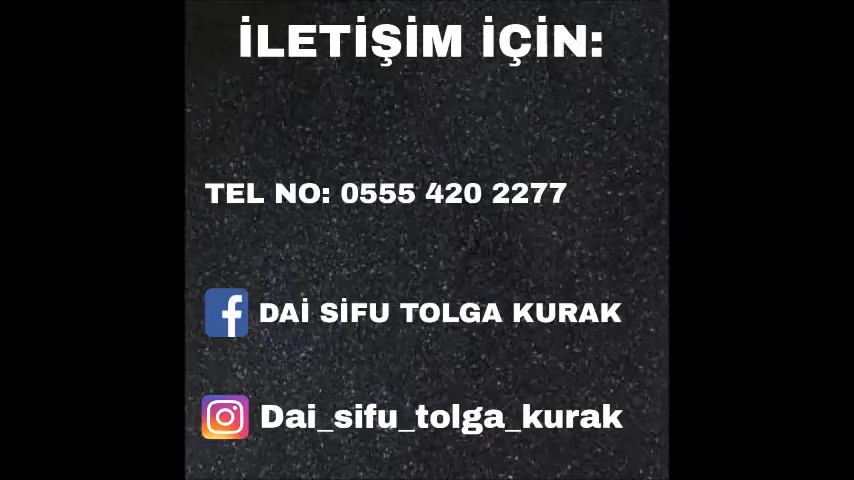 İLETİŞİM İÇİN:
TEL NO: 0555 420 2277
DAİ SİFU TOLGA KURAK
Dai_sifu_tolga_kurak